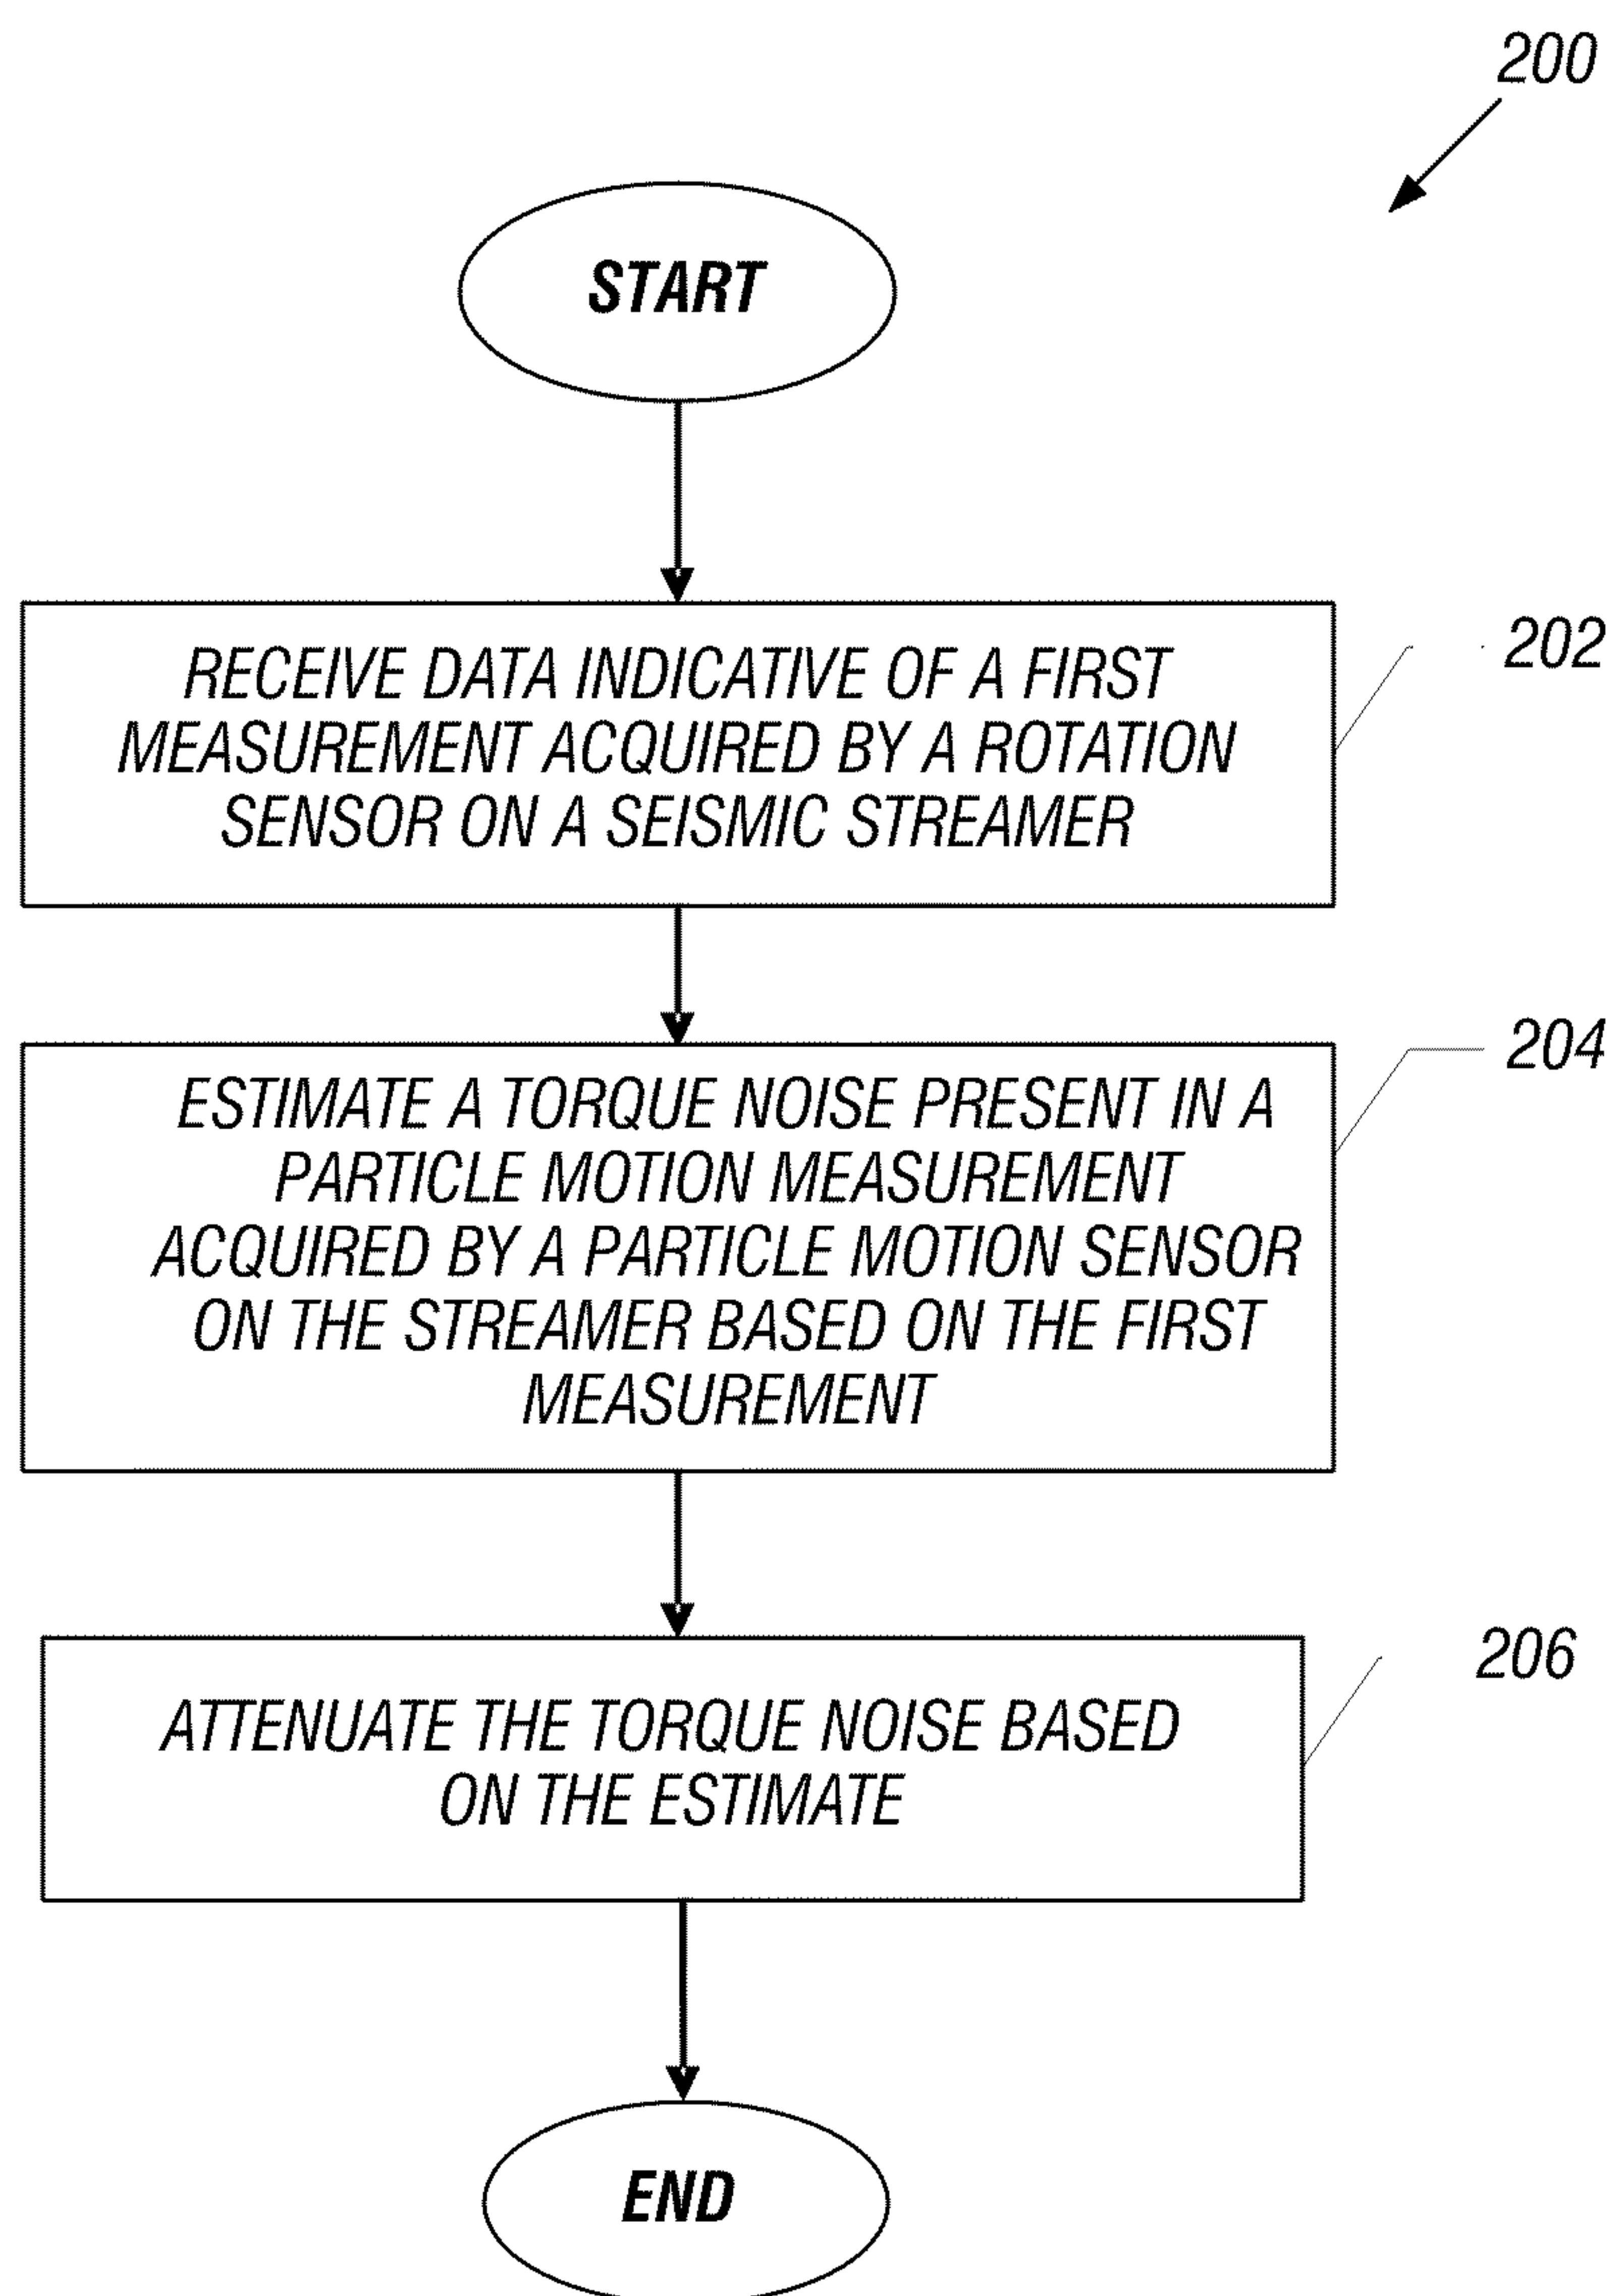 200
START
RECEIVE DATA INDICATIVE OF A FIRST
MEASUREMENT ACQUIRED BY A ROTATION
SENSOR ON A SEISMIC STREAMER
202
ESTIMATE A TORQUE NOISE PRESENT IN A
PARTICLE MOTION MEASUREMENT
ACQUIRED BY A PARTICLE MOTION SENSOR
ON THE STREAMER BASED ON THE FIRST
MEASUREMENT
204
ATTENUATE THE TORQUE NOISE BASED
ON THE ESTIMATE
206
END